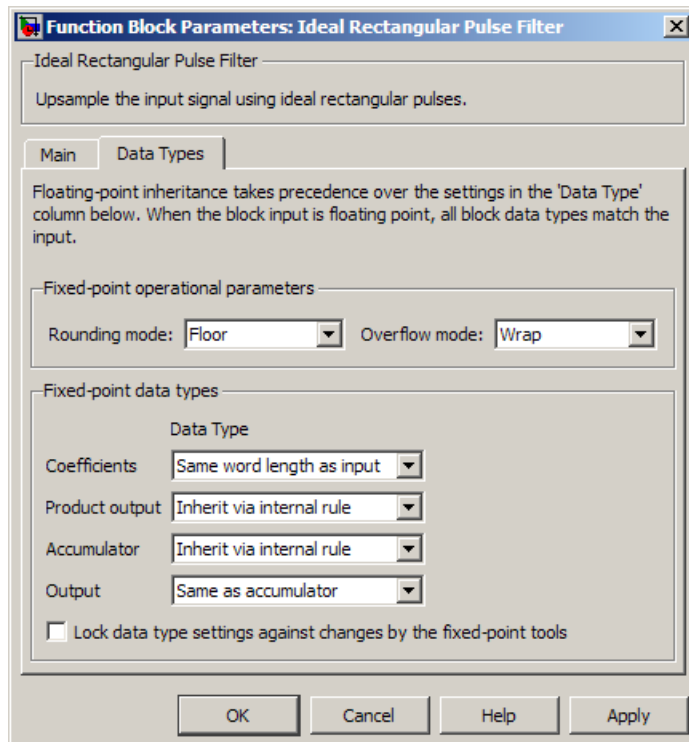 Function Block Parameters: Ideal Rectangular Pulse Filter
Ideal Rectangular Pulse Filter
Upsample the input signal using ideal rectangular pulses.
Main Data Types
Floating-point inheritance takes precedence over the settings in the 'Data Type'
column below. When the block input is floating point, all block data types match the
input.
Fixed-point operational parameters
Rounding mode: Floor Overflow mode: Wrap
Fixed-point data types
Data Type
Coefficients Same word length as input
Product output Inherit via internal rule
Accumulator Inherit via internal rule
Output Same as accumulator
Lock data type settings against changes by the fixed-point tools
OK Cancel Help Apply